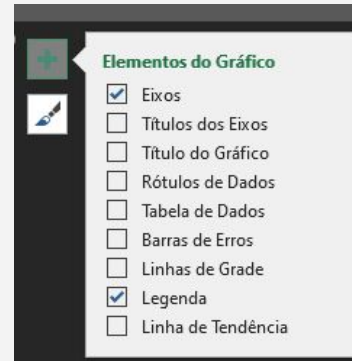 Elementos do Gráfico
Eixos
Títulos dos Eixos
Título do Gráfico
Rótulos de Dados
Tabela de Dados
Barras de Erros
Linhas de Grade
Legenda
Linha de Tendência